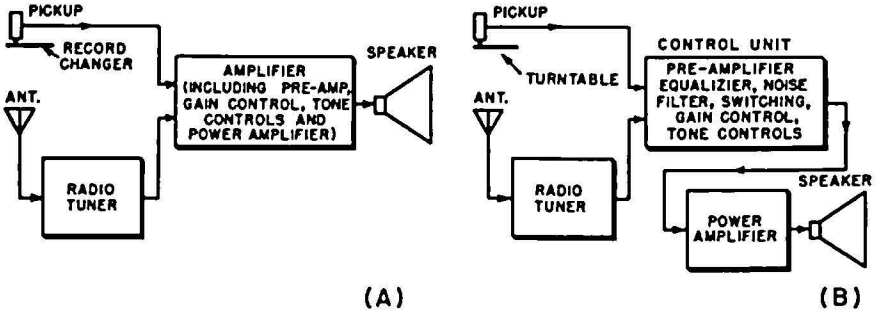 PICKUP
RECORD
CHANGER
ANT.
RADIO
TUNER
AMPLIFIER
(INCLUDING PRE-AMP,
GAIN CONTROL, TONE
CONTROLS AND
POWER AMPLIFIER)
SPEAKER
(A)
PICKUP
TURNTABLE
ANT.
RADIO
TUNER
CONTROL UNIT
PRE-AMPLIFIER
EQUALIZIER, NOISE
FILTER, SWITCHING,
GAIN CONTROL,
TONE CONTROLS
POWER
AMPLIFIER
SPEAKER
(B)